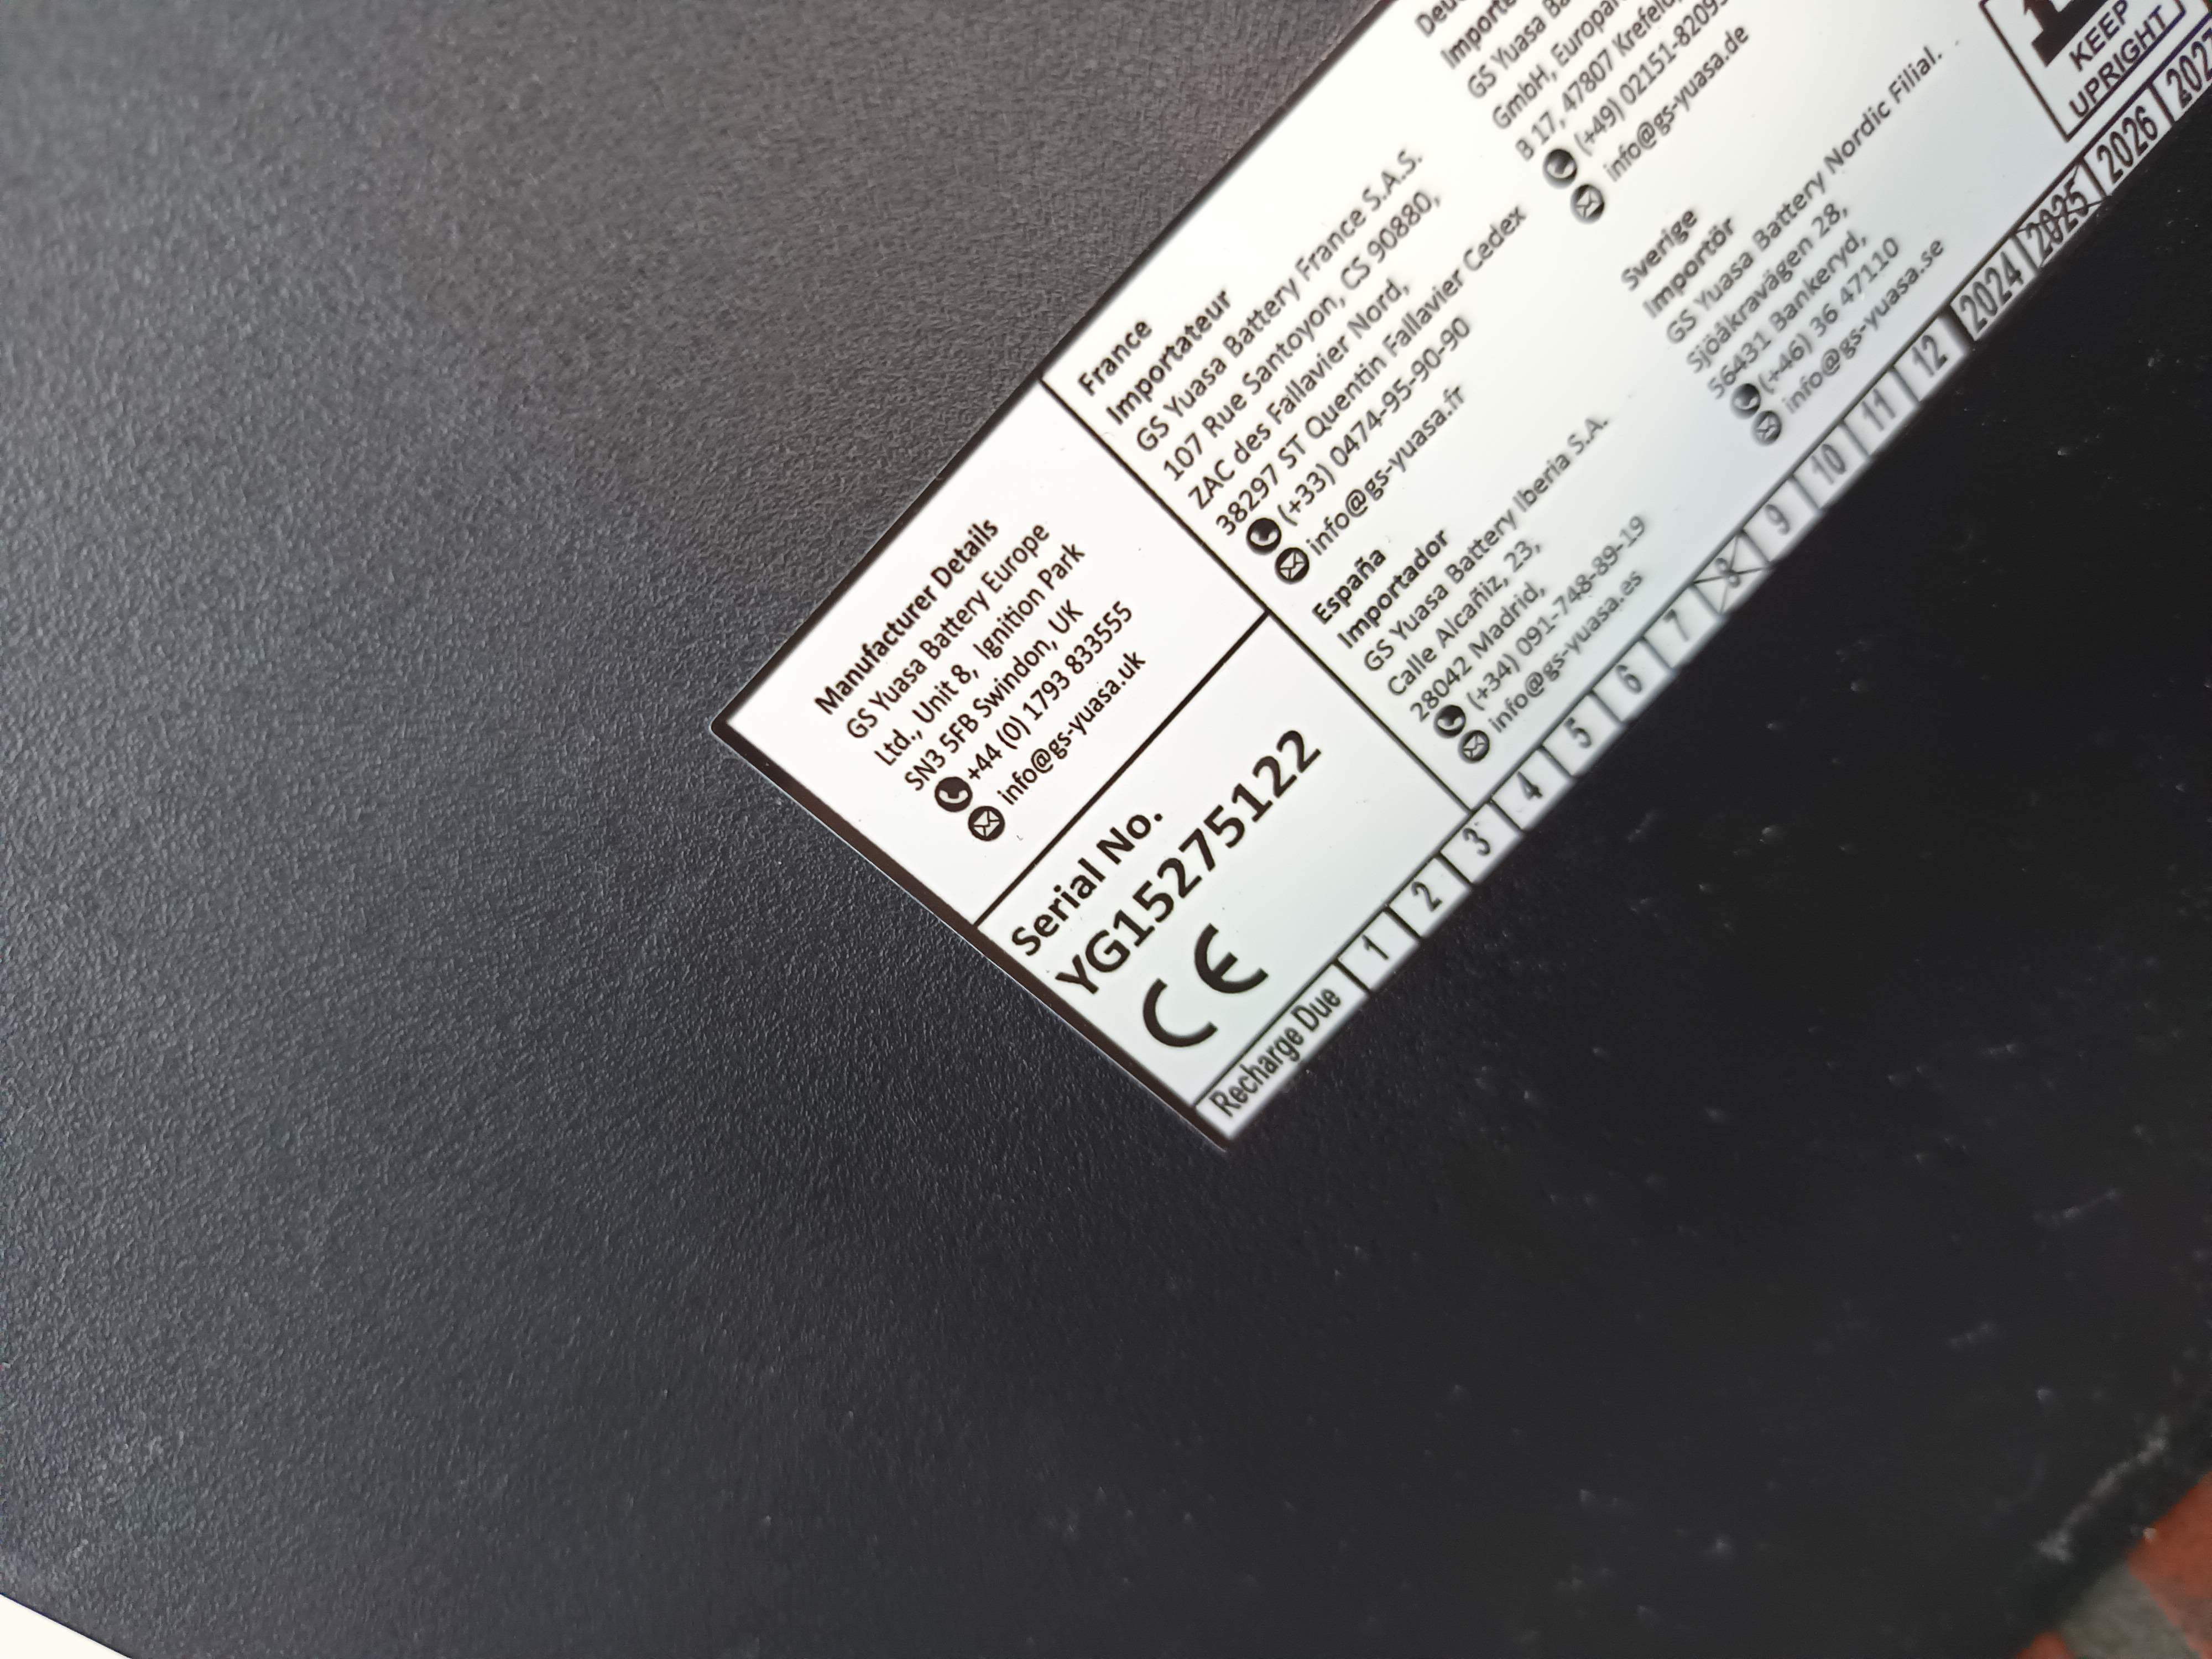 Manufacturer Details
GS Yuasa Battery Europe
Ltd., Unit 8, Ignition Park
SN3 5FB Swindon, UK
+44 (0) 1793 833555
info@gs-yuasa.uk
Serial No.
YG15275122
CE
France
Importateur
GS Yuasa Battery France S.A.S.
107 Rue Santoyon, CS 90880,
ZAC des Fallavier Nord,
38297 ST Quentin Fallavier Cedex
(+33) 0474-95-90-90
info@gs-yuasa.fr
España
Importador
GS Yuasa Battery Iberia S.A.
Calle Alcañiz, 23,
28042 Madrid,
(+34) 091-748-89-19
info@gs-yuasa.es
GS Yuasa
GmbH,
B 17, 47807 Krefeld,
(+49) 02151-8209
info@gs-yuasa.de
Sverige
Importör
GS Yuasa Battery Nordic Filial.
Sjöåkravägen 28,
56431 Bankeryd,
(+46) 36 47110
info@gs-yuasa.se
KEEP
UPRIGHT
Recharge Due 1 2 3 4 5 6 7 8 9 10 11 12 2024 2025 2026